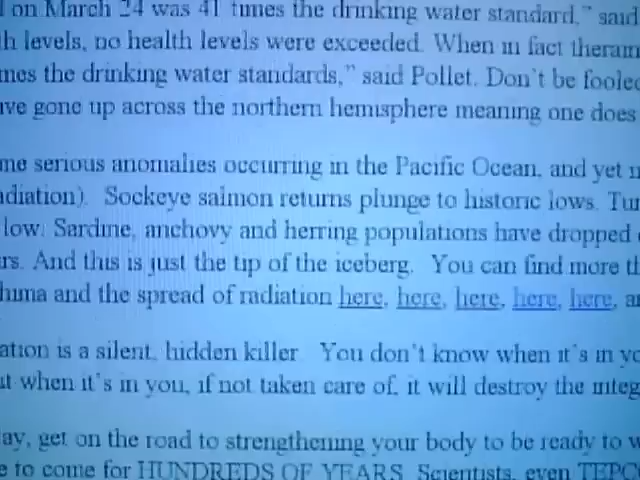 on March 24 was 41 times the drinking water standard," said
h levels, no health levels were exceeded. When in fact
mes the drinking water standards," said Pollet. Don't be fooled
ve gone up across the northern hemisphere meaning one does
me serious anomalies occurring in the Pacific Ocean, and yet
adiation). Sockeye salmon returns plunge to historic lows.
low. Sardine, anchovy and herring populations have dropped
rs. And this is just the tip of the iceberg. You can find more
hima and the spread of radiation here, here, here, here, here,
ation is a silent, hidden killer. You don't know when it's in
t when it's in you, if not taken care of, it will destroy the integ
ay, get on the road to strengthening your body to be ready to
e to come for HUNDREDS OF YEARS. Scientists, even TEPC